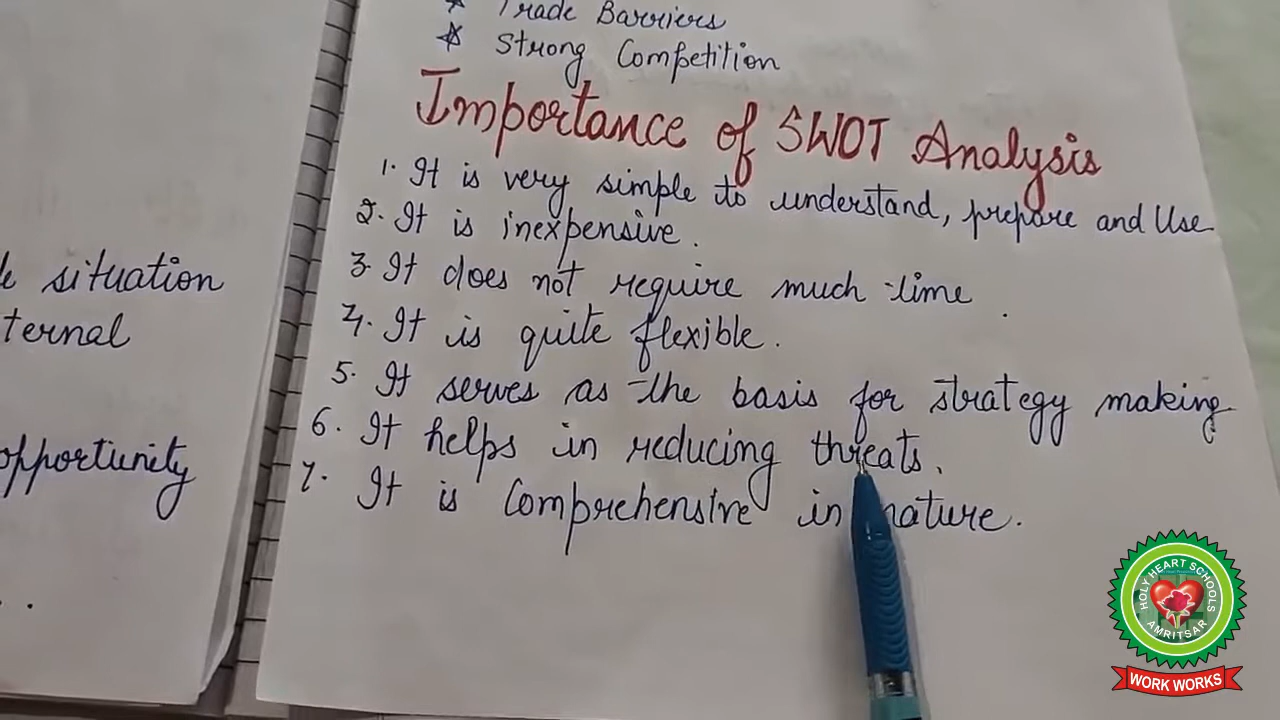 Trade Barriers
Strong Competition
Importance of SWOT Analysis
1. It is very simple to understand, prepare and Use
2. It is inexpensive.
3. It does not require much time.
4. It is quite flexible.
5. It serves as the basis for strategy making
6. It helps in reducing threats.
7. It is Comprehensive in nature.
situation
ternal
opportunity
HOLY HEART SCHOOLS
AMRITSAR
WORK WORKS